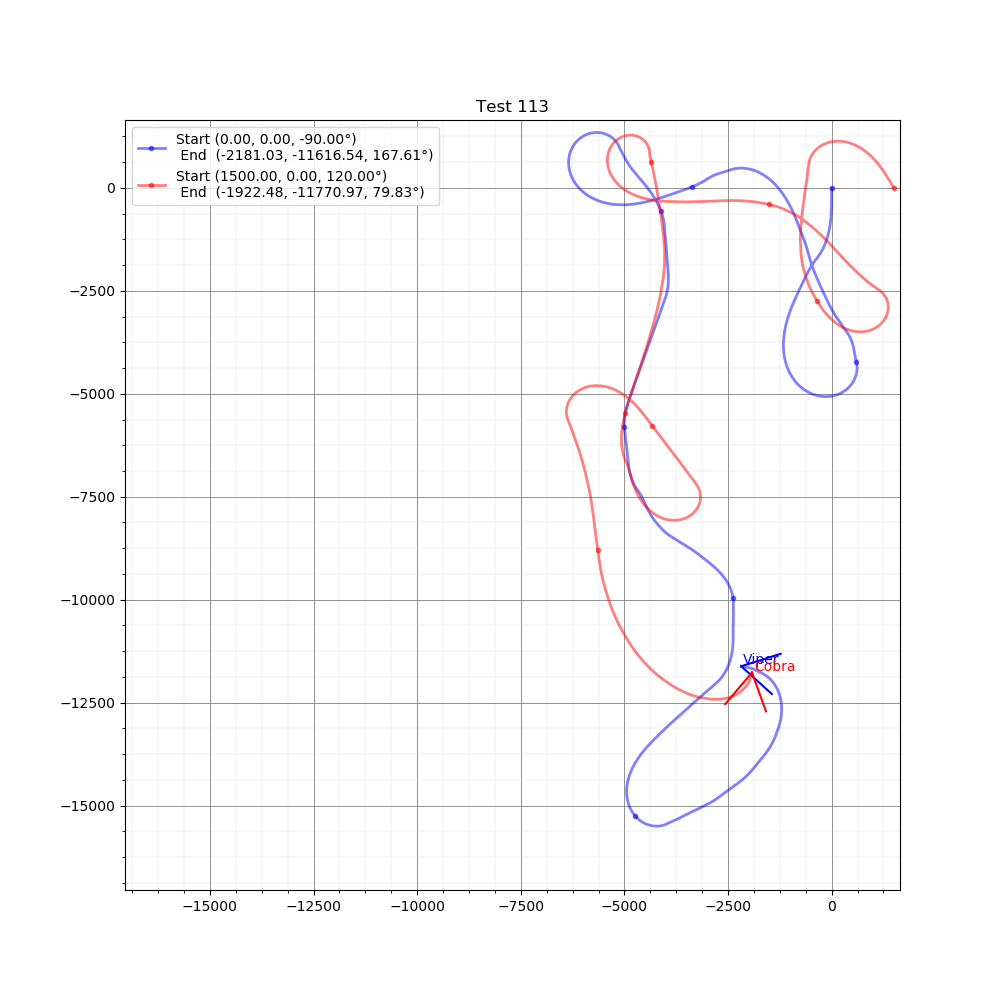 Test 113
Start (0.00, 0.00, -90.00°)
End (-2181.03, -11616.54, 167.61°)
Start (1500.00, 0.00, 120.00°)
End (-1922.48, -11770.97, 79.83°)
0
−2500
−5000
−7500
−10000
−12500
−15000
Viper
Cobra
−15000 −12500 −10000 −7500 −5000 −2500 0